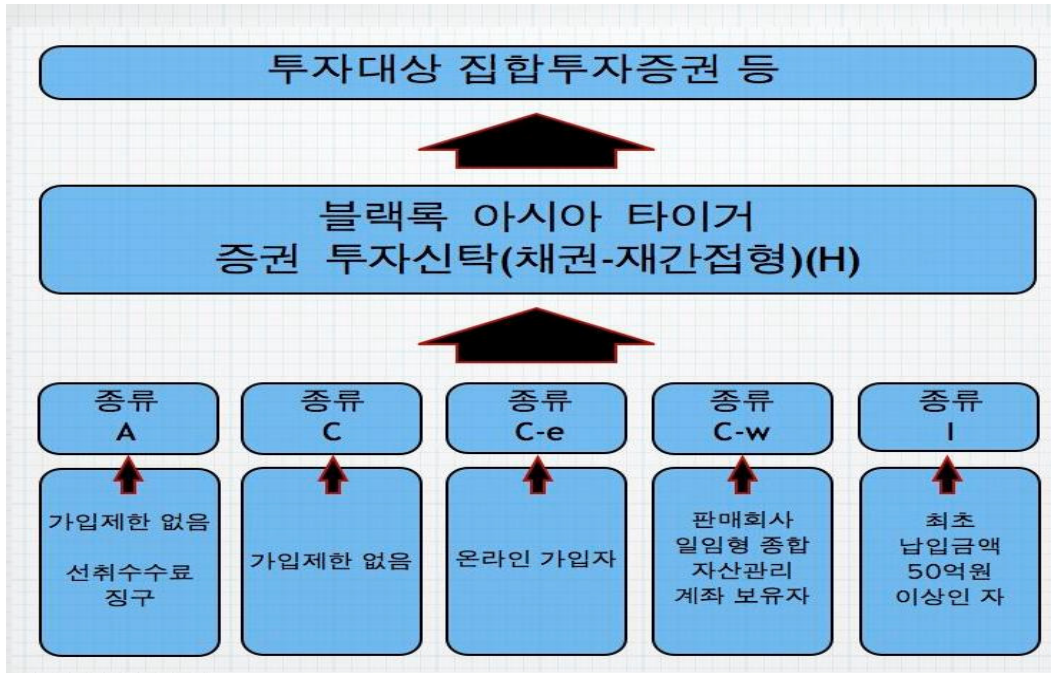 투자대상 집합투자증권 등
블랙록 아시아 타이거
증권 투자신탁(채권-재간접형)(H)
종류
A
종류
C
종류
C-e
종류
C-w
종류
I
가입제한 없음
선취수수료
징구
가입제한 없음
온라인 가입자
판매회사
일임형 종합
자산관리
계좌 보유자
최초
납입금액
50억원
이상인 자